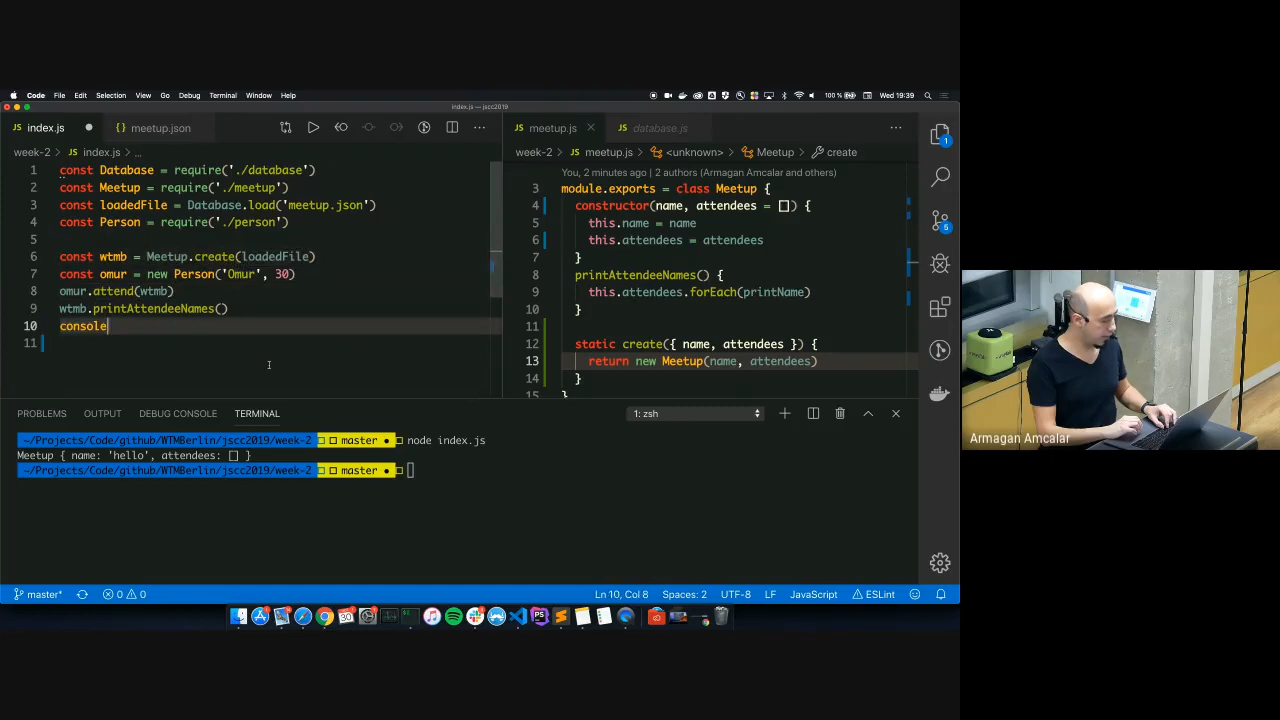 Code File Edit Selection View Go Debug Terminal Window Help 100 % Wed 19:39
index.js — jscc2019
index.js meetup.json
week-2 > index.js > ...
1 const Database = require('./database')
2 const Meetup = require('./meetup')
3 const loadedFile = Database.load('meetup.json')
4 const Person = require('./person')
5
6 const wtmb = Meetup.create(loadedFile)
7 const omur = new Person('Omur', 30)
8 omur.attend(wtmb)
9 wtmb.printAttendeeNames()
10 console
11
meetup.js database.js
week-2 > meetup.js > <unknown> > Meetup > create
You, 2 minutes ago | 2 authors (Armagan Amcalar and others)
3 module.exports = class Meetup {
4 constructor(name, attendees = []) {
5 this.name = name
6 this.attendees = attendees
7 }
8 printAttendeeNames() {
9 this.attendees.forEach(printName)
10 }
11
12 static create({ name, attendees }) {
13 return new Meetup(name, attendees)
14 }
15 }
1
5
PROBLEMS OUTPUT DEBUG CONSOLE TERMINAL 1: zsh
~/Projects/Code/github/WTMBerlin/jscc2019/week-2 master ● node index.js
Meetup { name: 'hello', attendees: [] }
~/Projects/Code/github/WTMBerlin/jscc2019/week-2 master ●
master* 0 0 Ln 10, Col 8 Spaces: 2 UTF-8 LF JavaScript ESLint
Armagan Amcalar